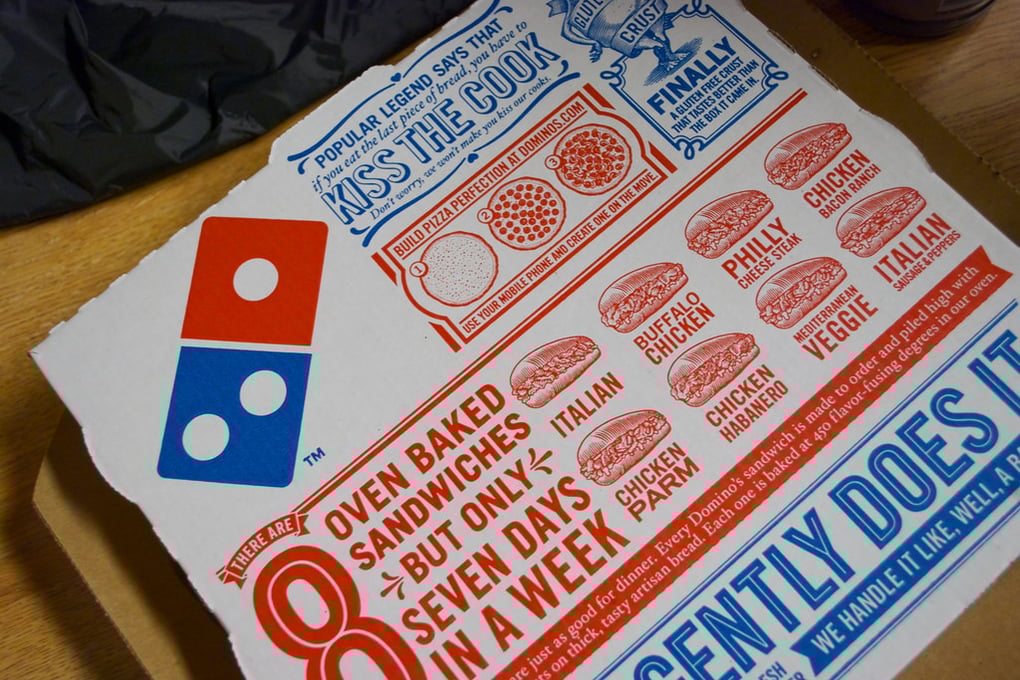 POPULAR LEGEND SAYS THAT
if you eat the last piece of bread, you have to
KISS THE COOK
Don't worry, we won't make you kiss our cooks.
GLUTEN
CRUST
FINALLY
A GLUTEN FREE CRUST
THAT TASTES BETTER THAN
THE BOX IT CAME IN.
BUILD PIZZA PERFECTION AT DOMINOS.COM
1
2
3
USE YOUR MOBILE PHONE AND CREATE ONE ON THE MOVE
TM
THERE ARE
8
OVEN BAKED
SANDWICHES
BUT ONLY
SEVEN DAYS
IN A WEEK
ITALIAN
BUFFALO
CHICKEN
PHILLY
CHEESE STEAK
CHICKEN
BACON RANCH
CHICKEN
PARM
CHICKEN
HABANERO
MEDITERRANEAN
VEGGIE
ITALIAN
SAUSAGE & PEPPERS
are just as good for dinner. Every Domino's sandwich is made to order and piled high with
on thick, tasty artisan bread. Each one is baked at 450 flavor-fusing degrees in our oven.
GENTLY DOES IT
WE HANDLE IT LIKE, WELL, A